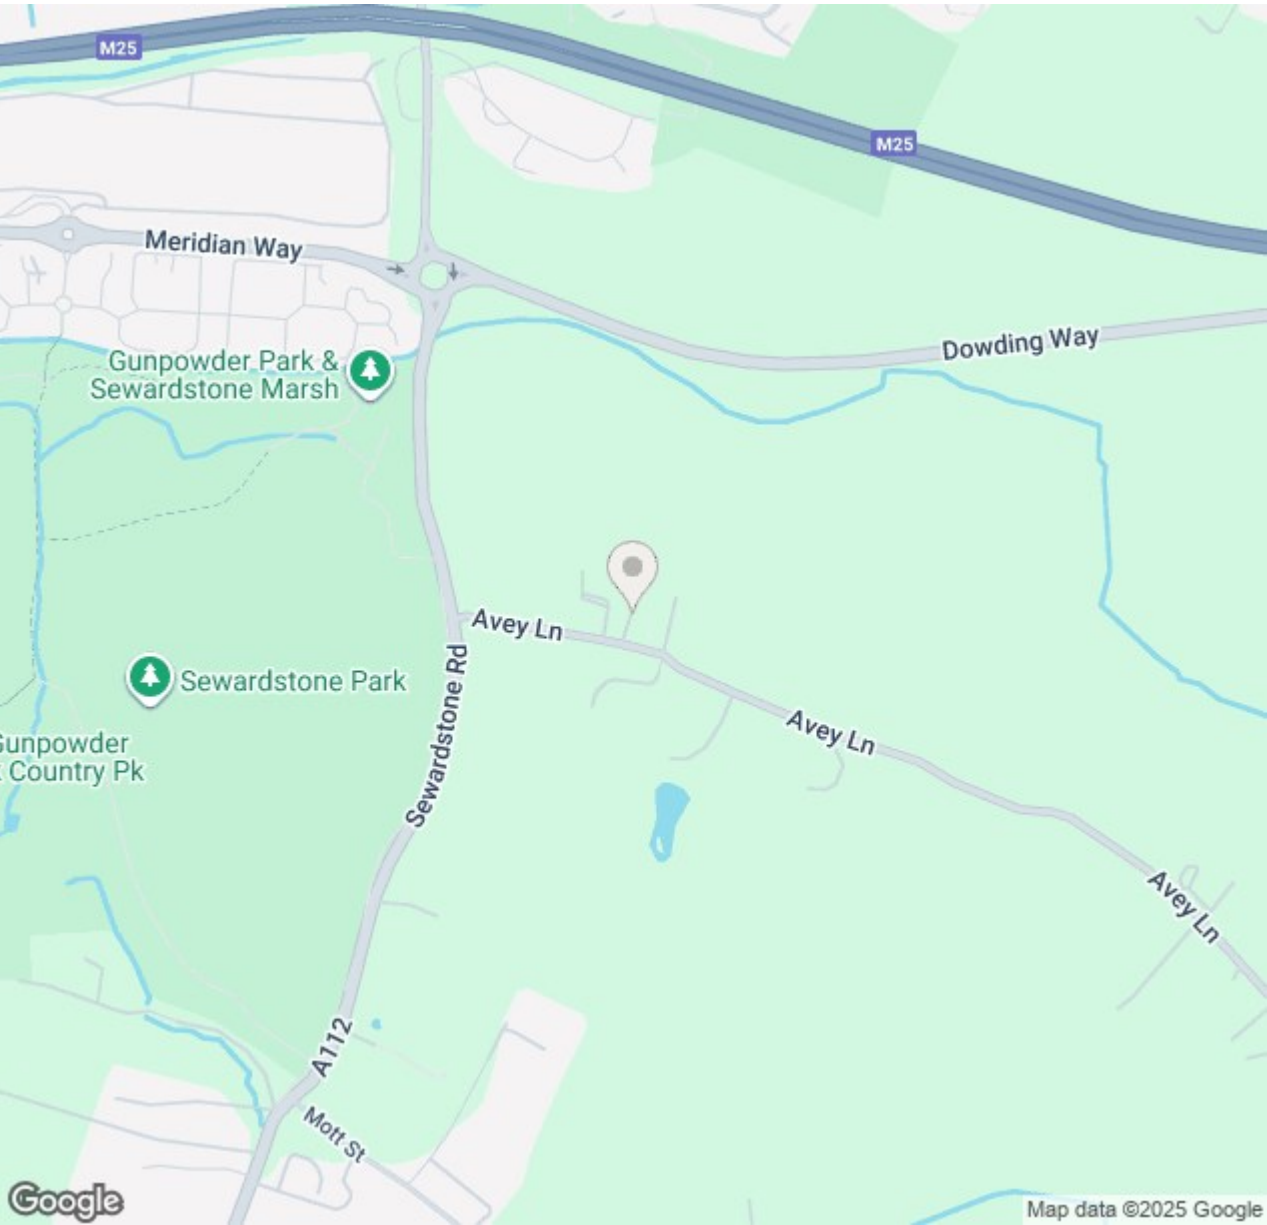 M25
M25
Meridian Way
Dowding Way
Gunpowder Park &
Sewardstone Marsh
Avey Ln
Sewardstone Park
Sewardstone Rd
Avey Ln
Gunpowder
Country Pk
Avey Ln
A112
Mott St
Google
Map data ©2025 Google